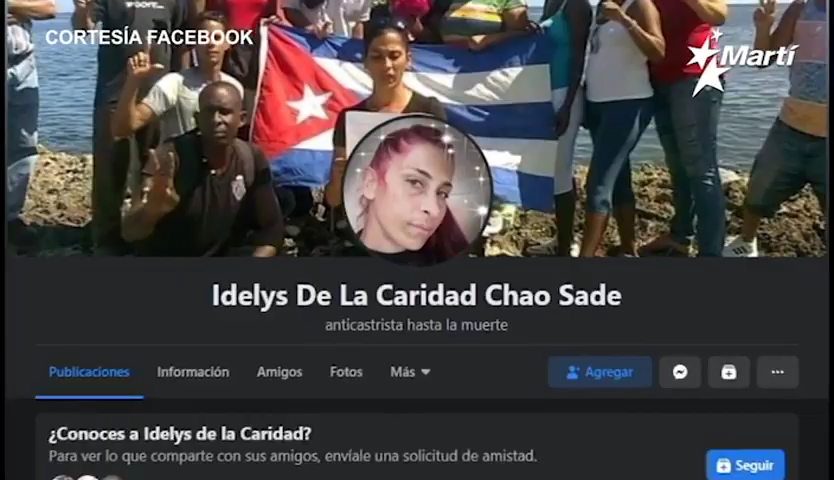 CORTESÍA FACEBOOK
Martí
Idelys De La Caridad Chao Sade
anticastrista hasta la muerte
Publicaciones
Información
Amigos
Fotos
Más
Agregar
¿Conoces a Idelys de la Caridad?
Para ver lo que comparte con sus amigos, envíale una solicitud de amistad.
Seguir